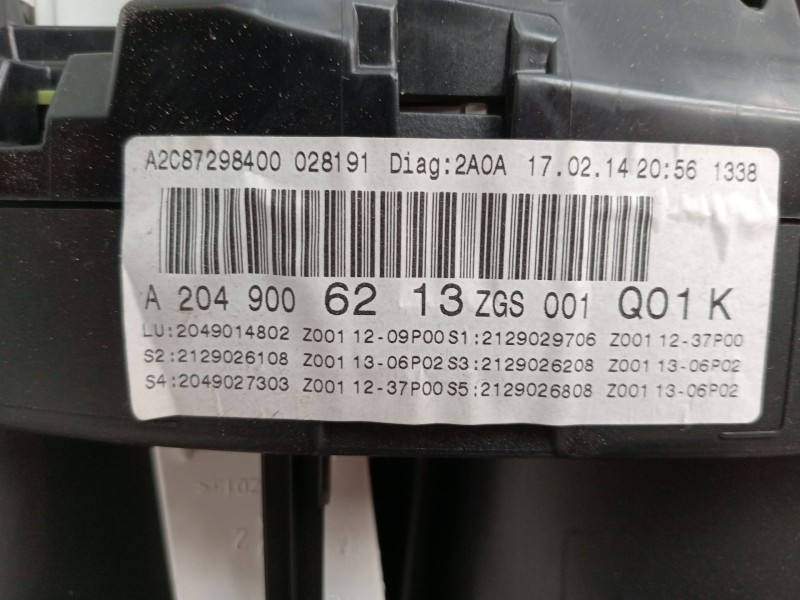 A2C87298400 028191 Diag:2A0A 17.02.14 20:56 1338
A 204 900 62 13 ZGS 001 Q01 K
LU:2049014802 Z001 12-09P00 S1:2129029706 Z001 12-37P00
S2:2129026108 Z001 13-06P02 S3:2129026208 Z001 13-06P02
S4:2049027303 Z001 12-37P00 S5:2129026808 Z001 13-06P02